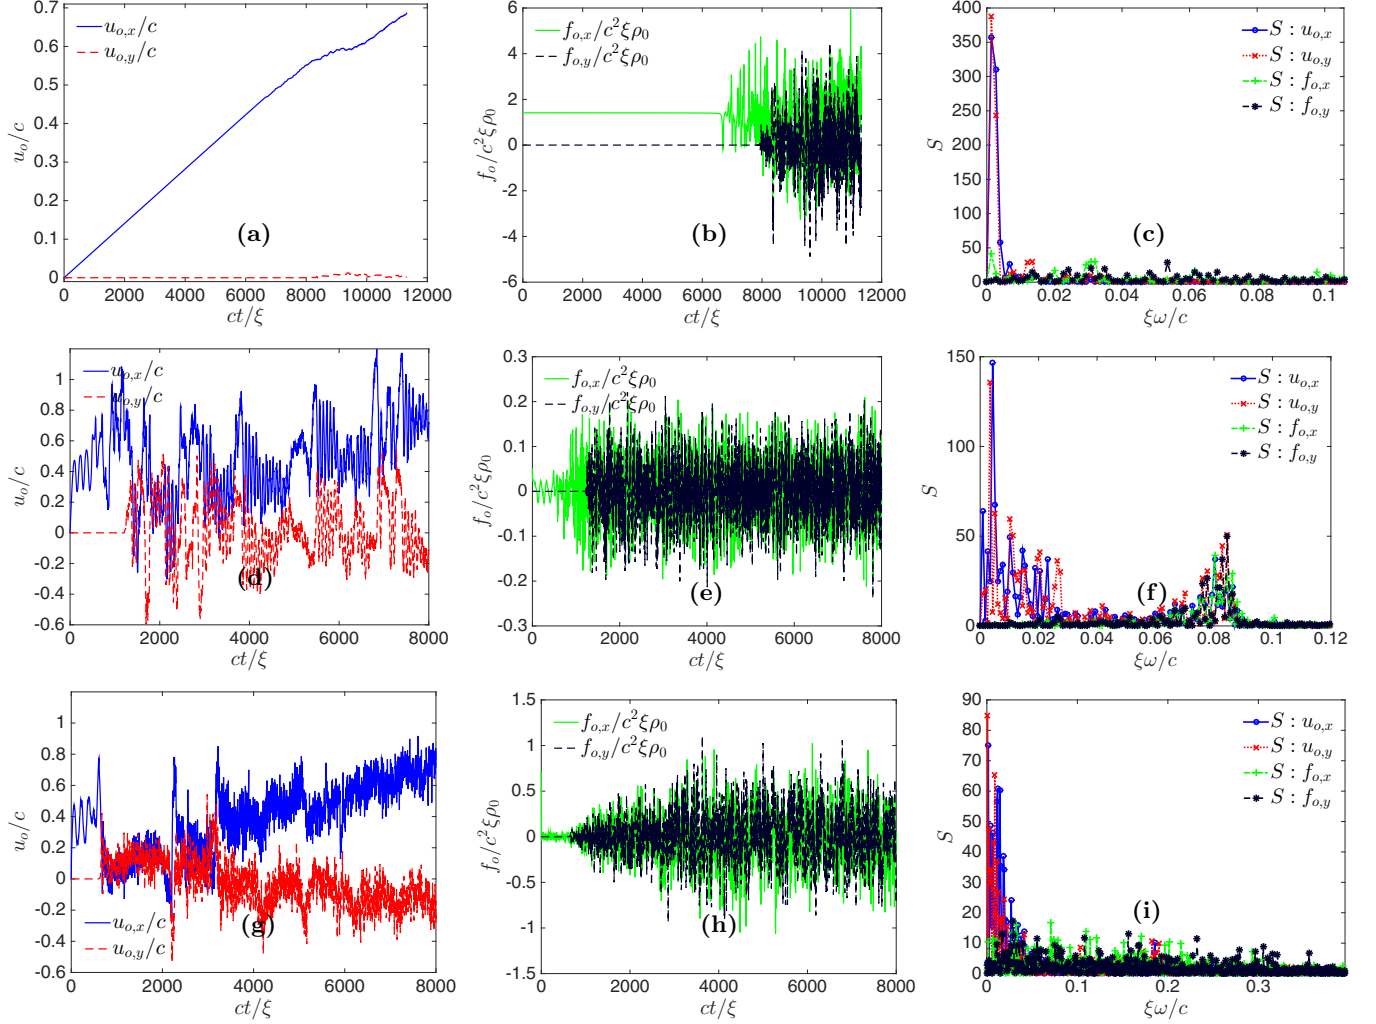 0.7
0.6
0.5
0.4
0.3
0.2
0.1
0
u_o/c
u_{o,x}/c
u_{o,y}/c
(a)
0 2000 4000 6000 8000 10000 12000
ct/ξ
6
4
2
0
-2
-4
-6
f_o/c²ξρ₀
f_{o,x}/c²ξρ₀
f_{o,y}/c²ξρ₀
(b)
0 2000 4000 6000 8000 10000 12000
ct/ξ
400
350
300
250
200
150
100
50
0
S
S : u_{o,x}
S : u_{o,y}
S : f_{o,x}
S : f_{o,y}
(c)
0 0.02 0.04 0.06 0.08 0.1
ξω/c
1
0.8
0.6
0.4
0.2
0
-0.2
-0.4
-0.6
u_o/c
u_{o,x}/c
u_{o,y}/c
(d)
0 2000 4000 6000 8000
ct/ξ
0.3
0.2
0.1
0
-0.1
-0.2
-0.3
f_o/c²ξρ₀
f_{o,x}/c²ξρ₀
f_{o,y}/c²ξρ₀
(e)
0 2000 4000 6000 8000
ct/ξ
150
100
50
0
S
S : u_{o,x}
S : u_{o,y}
S : f_{o,x}
S : f_{o,y}
(f)
0 0.02 0.04 0.06 0.08 0.1 0.12
ξω/c
1
0.8
0.6
0.4
0.2
0
-0.2
-0.4
-0.6
u_o/c
u_{o,x}/c
u_{o,y}/c
(g)
0 2000 4000 6000 8000
ct/ξ
1.5
1
0.5
0
-0.5
-1
-1.5
f_o/c²ξρ₀
f_{o,x}/c²ξρ₀
f_{o,y}/c²ξρ₀
(h)
0 2000 4000 6000 8000
ct/ξ
90
80
70
60
50
40
30
20
10
0
S
S : u_{o,x}
S : u_{o,y}
S : f_{o,x}
S : f_{o,y}
(i)
0 0.1 0.2 0.3
ξω/c